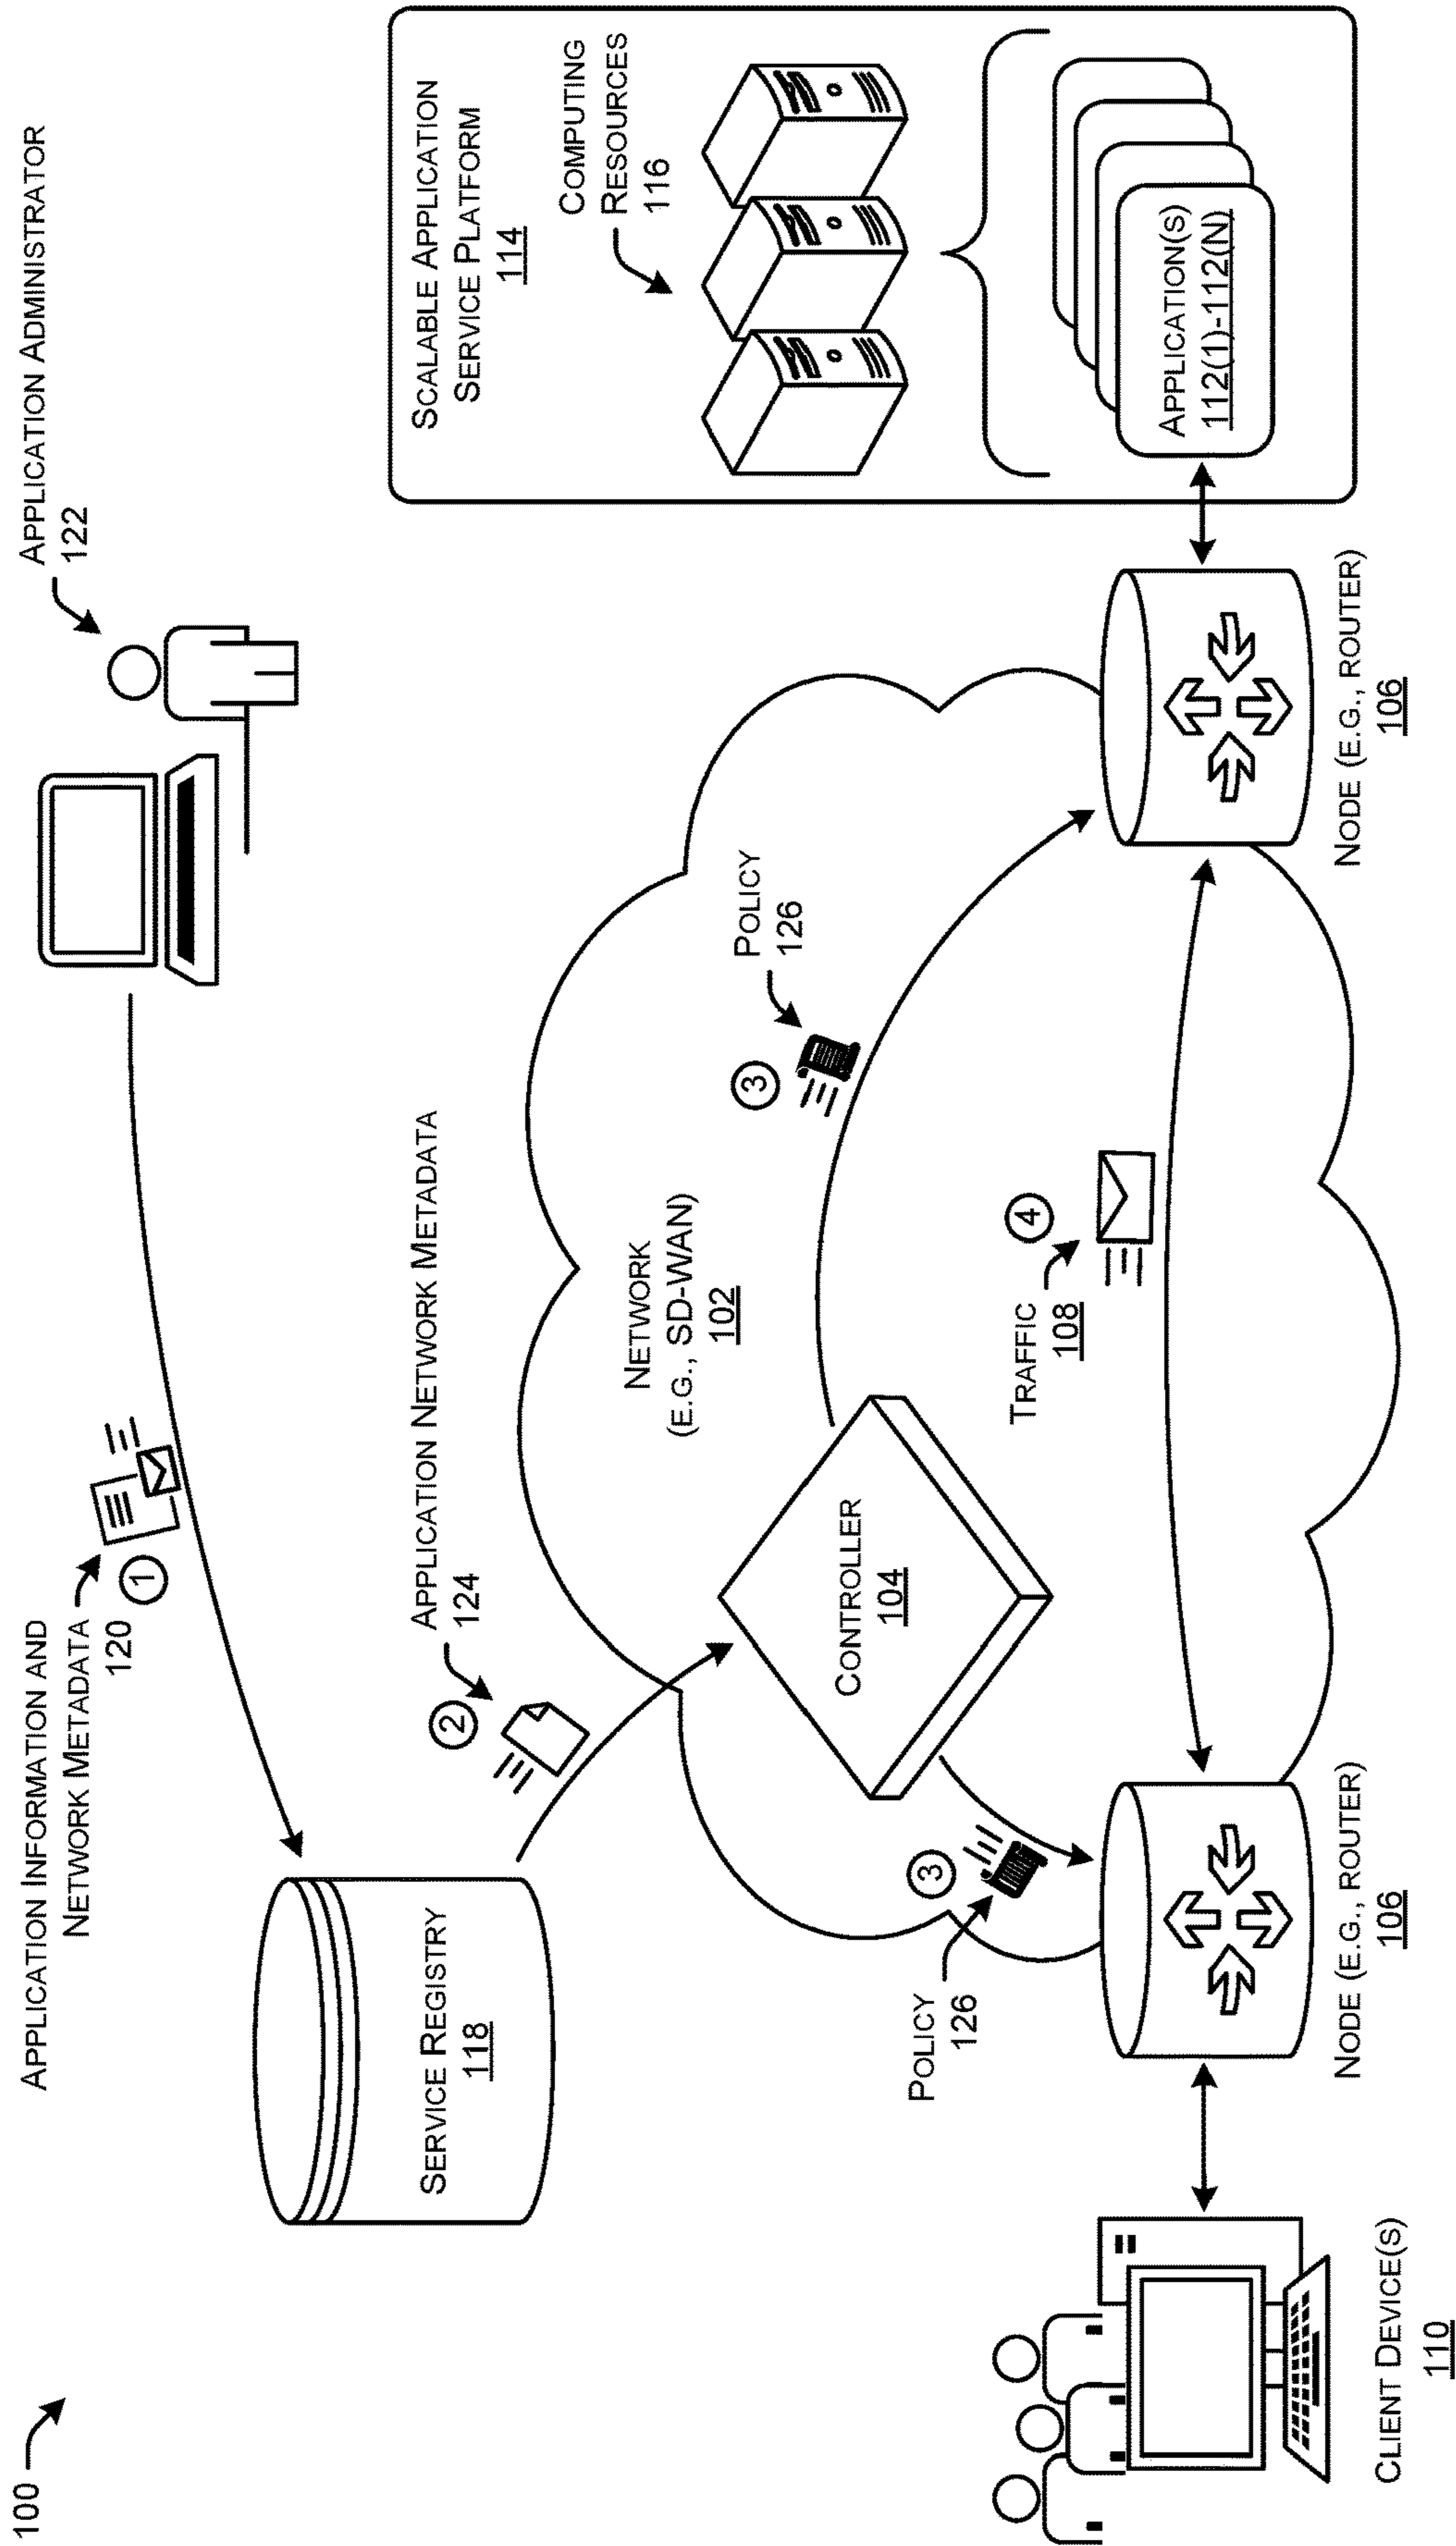 100
APPLICATION INFORMATION AND
NETWORK METADATA
120
1
APPLICATION ADMINISTRATOR
122
SERVICE REGISTRY
118
2
APPLICATION NETWORK METADATA
124
NETWORK
(E.G., SD-WAN)
102
3
POLICY
126
CONTROLLER
104
3
POLICY
126
4
TRAFFIC
108
SCALABLE APPLICATION
SERVICE PLATFORM
114
COMPUTING
RESOURCES
116
APPLICATION(S)
112(1)-112(N)
CLIENT DEVICE(S)
110
NODE (E.G., ROUTER)
106
NODE (E.G., ROUTER)
106